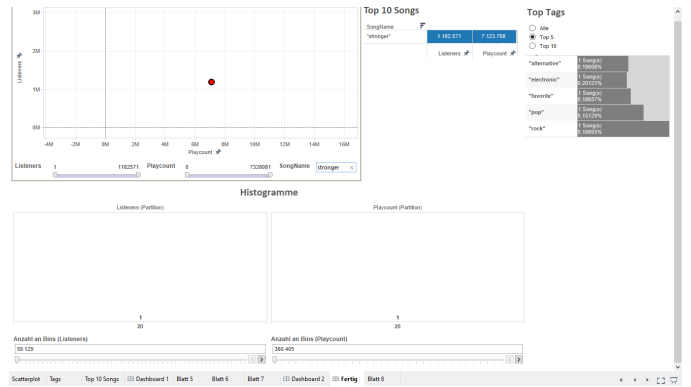 3M
2M
1M
0M
Listeners
-4M -2M 0M 2M 4M 6M 8M 10M 12M 14M 16M
Playcount
Listeners 1 1182571 Playcount 0 7328081 SongName stronger ×
Top 10 Songs
SongName
"stronger" 1.182.571 7.123.768
Listeners Playcount
Top Tags
Alle
Top 5
Top 10
"alternative" 1 Song(s)
0,19608%
"electronic" 1 Song(s)
0,20121%
"favorite" 1 Song(s)
0,16657%
"pop" 1 Song(s)
0,15129%
"rock" 1 Song(s)
0,10893%
Histogramme
Listeners (Partition) Playcount (Partition)
1 1
20 20
Anzahl an Bins (Listeners) Anzahl an Bins (Playcount)
59.129 366.405
Scatterplot Tags Top 10 Songs Dashboard 1 Blatt 5 Blatt 6 Blatt 7 Dashboard 2 Fertig Blatt 8